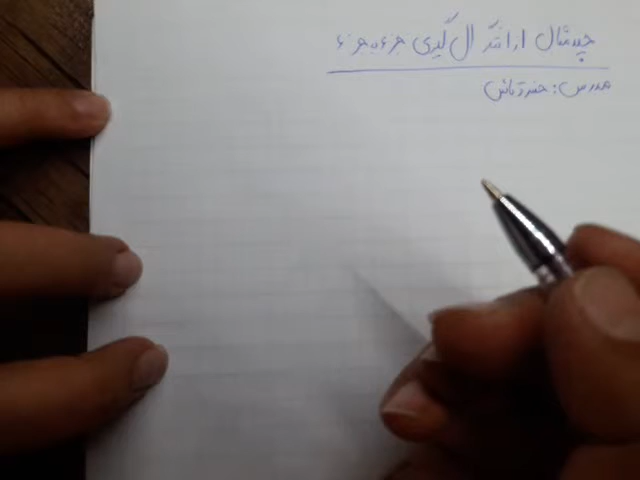 چند مثال از انتگرال گیری جزء به جزء
مدرس: